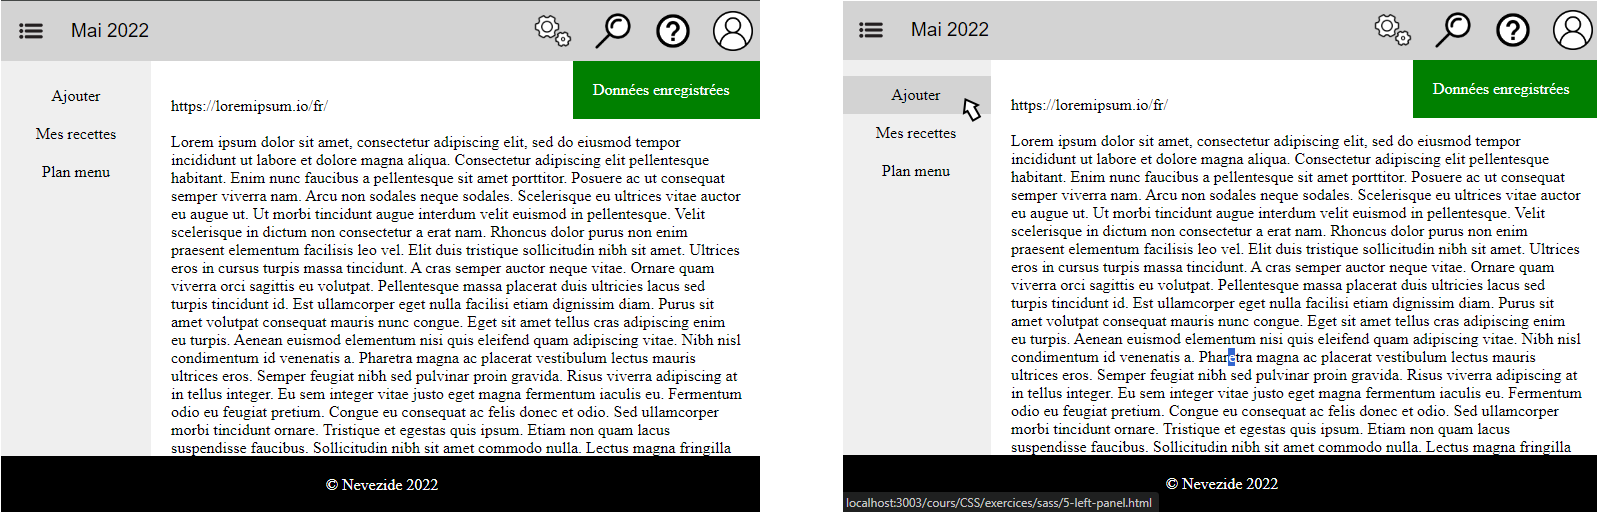 Mai 2022
?
Données enregistrées
Ajouter
Mes recettes
Plan menu
https://loremipsum.io/fr/
Lorem ipsum dolor sit amet, consectetur adipiscing elit, sed do eiusmod tempor
incididunt ut labore et dolore magna aliqua. Consectetur adipiscing elit pellentesque
habitant. Enim nunc faucibus a pellentesque sit amet porttitor. Posuere ac ut consequat
semper viverra nam. Arcu non sodales neque sodales. Scelerisque eu ultrices vitae auctor
eu augue ut. Ut morbi tincidunt augue interdum velit euismod in pellentesque. Velit
scelerisque in dictum non consectetur a erat nam. Rhoncus dolor purus non enim
praesent elementum facilisis leo vel. Elit duis tristique sollicitudin nibh sit amet. Ultrices
eros in cursus turpis massa tincidunt. A cras semper auctor neque vitae. Ornare quam
viverra orci sagittis eu volutpat. Pellentesque massa placerat duis ultricies lacus sed
turpis tincidunt id. Est ullamcorper eget nulla facilisi etiam dignissim diam. Purus sit
amet volutpat consequat mauris nunc congue. Eget sit amet tellus cras adipiscing enim
eu turpis. Aenean euismod elementum nisi quis eleifend quam adipiscing vitae. Nibh nisl
condimentum id venenatis a. Pharetra magna ac placerat vestibulum lectus mauris
ultrices eros. Semper feugiat nibh sed pulvinar proin gravida. Risus viverra adipiscing at
in tellus integer. Eu sem integer vitae justo eget magna fermentum iaculis eu. Fermentum
odio eu feugiat pretium. Congue eu consequat ac felis donec et odio. Sed ullamcorper
morbi tincidunt ornare. Tristique et egestas quis ipsum. Etiam non quam lacus
suspendisse faucibus. Sollicitudin nibh sit amet commodo nulla. Lectus magna fringilla
© Nevezide 2022
Mai 2022
?
Données enregistrées
Ajouter
Mes recettes
Plan menu
https://loremipsum.io/fr/
Lorem ipsum dolor sit amet, consectetur adipiscing elit, sed do eiusmod tempor
incididunt ut labore et dolore magna aliqua. Consectetur adipiscing elit pellentesque
habitant. Enim nunc faucibus a pellentesque sit amet porttitor. Posuere ac ut consequat
semper viverra nam. Arcu non sodales neque sodales. Scelerisque eu ultrices vitae auctor
eu augue ut. Ut morbi tincidunt augue interdum velit euismod in pellentesque. Velit
scelerisque in dictum non consectetur a erat nam. Rhoncus dolor purus non enim
praesent elementum facilisis leo vel. Elit duis tristique sollicitudin nibh sit amet. Ultrices
eros in cursus turpis massa tincidunt. A cras semper auctor neque vitae. Ornare quam
viverra orci sagittis eu volutpat. Pellentesque massa placerat duis ultricies lacus sed
turpis tincidunt id. Est ullamcorper eget nulla facilisi etiam dignissim diam. Purus sit
amet volutpat consequat mauris nunc congue. Eget sit amet tellus cras adipiscing enim
eu turpis. Aenean euismod elementum nisi quis eleifend quam adipiscing vitae. Nibh nisl
condimentum id venenatis a. Pharetra magna ac placerat vestibulum lectus mauris
ultrices eros. Semper feugiat nibh sed pulvinar proin gravida. Risus viverra adipiscing at
in tellus integer. Eu sem integer vitae justo eget magna fermentum iaculis eu. Fermentum
odio eu feugiat pretium. Congue eu consequat ac felis donec et odio. Sed ullamcorper
morbi tincidunt ornare. Tristique et egestas quis ipsum. Etiam non quam lacus
suspendisse faucibus. Sollicitudin nibh sit amet commodo nulla. Lectus magna fringilla
© Nevezide 2022
localhost:3003/cours/CSS/exercices/sass/5-left-panel.html